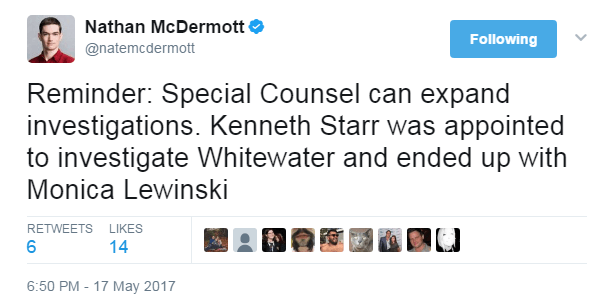 Nathan McDermott
@natemcdermott
Following
Reminder: Special Counsel can expand
investigations. Kenneth Starr was appointed
to investigate Whitewater and ended up with
Monica Lewinski
RETWEETS LIKES
6 14
6:50 PM - 17 May 2017